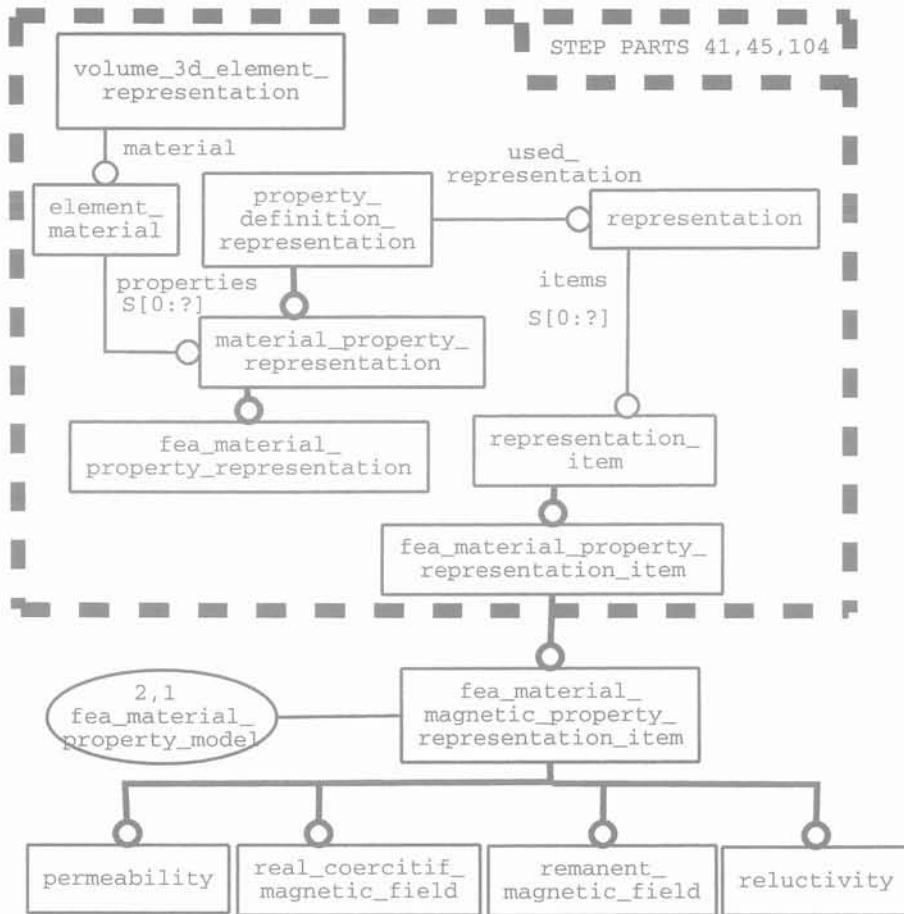 STEP PARTS 41,45,104
volume_3d_element_
representation
material
used_
representation
element_
material
property_
definition_
representation
representation
properties
S[0:?]
items
S[0:?]
material_property_
representation
fea_material_
property_representation
representation_
item
fea_material_property_
representation_item
2,1
fea_material_
property_model
fea_material_
magnetic_property_
representation_item
permeability
real_coercitif_
magnetic_field
remanent_
magnetic_field
reluctivity